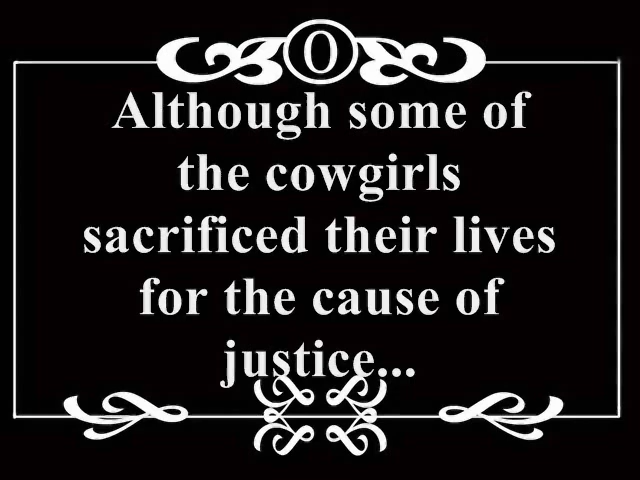 O
Although some of
the cowgirls
sacrificed their lives
for the cause of
justice...